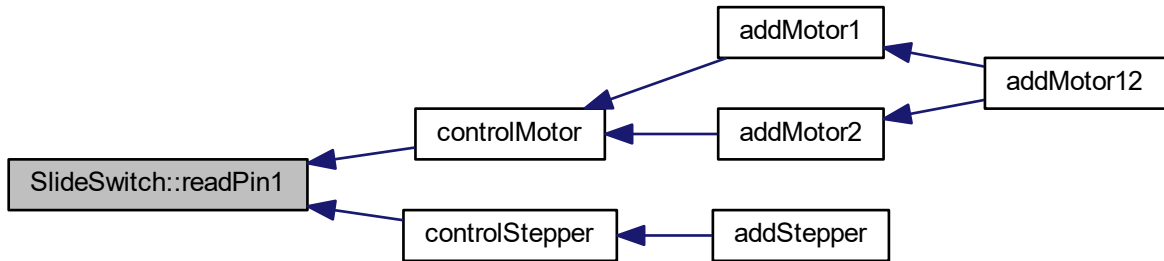 addMotor1
addMotor12
controlMotor
addMotor2
SlideSwitch::readPin1
controlStepper
addStepper